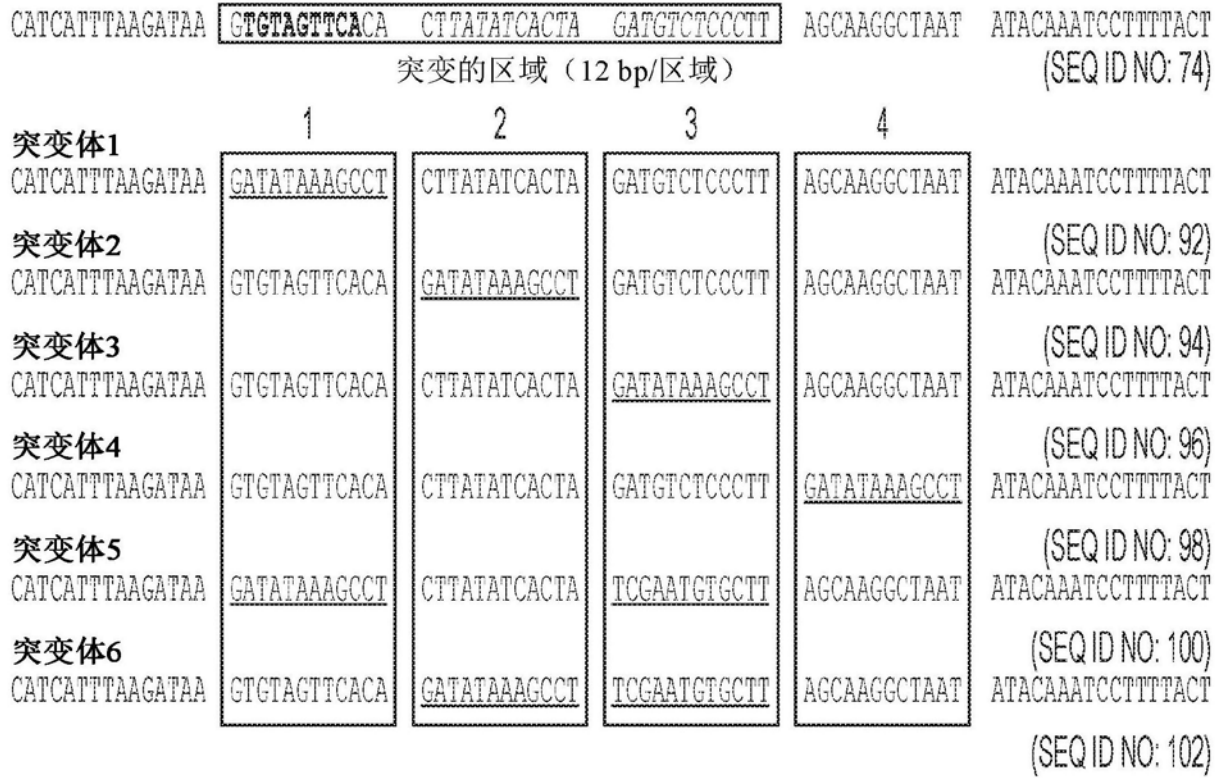 CATCATTTAAGATAA GTGTAGTTCACA CTTATATCACTA GATGTCTCCCTT AGCAAGGCTAAT ATACAAATCCTTTTACT
突变的区域（12 bp/区域） (SEQ ID NO: 74)
1 2 3 4
突变体1
CATCATTTAAGATAA GATATAAAGCCT CTTATATCACTA GATGTCTCCCTT AGCAAGGCTAAT ATACAAATCCTTTTACT
突变体2 (SEQ ID NO: 92)
CATCATTTAAGATAA GTGTAGTTCACA GATATAAAGCCT GATGTCTCCCTT AGCAAGGCTAAT ATACAAATCCTTTTACT
突变体3 (SEQ ID NO: 94)
CATCATTTAAGATAA GTGTAGTTCACA CTTATATCACTA GATATAAAGCCT AGCAAGGCTAAT ATACAAATCCTTTTACT
突变体4 (SEQ ID NO: 96)
CATCATTTAAGATAA GTGTAGTTCACA CTTATATCACTA GATGTCTCCCTT GATATAAAGCCT ATACAAATCCTTTTACT
突变体5 (SEQ ID NO: 98)
CATCATTTAAGATAA GATATAAAGCCT CTTATATCACTA TCGAATGTGCTT AGCAAGGCTAAT ATACAAATCCTTTTACT
突变体6 (SEQ ID NO: 100)
CATCATTTAAGATAA GTGTAGTTCACA GATATAAAGCCT TCGAATGTGCTT AGCAAGGCTAAT ATACAAATCCTTTTACT
(SEQ ID NO: 102)